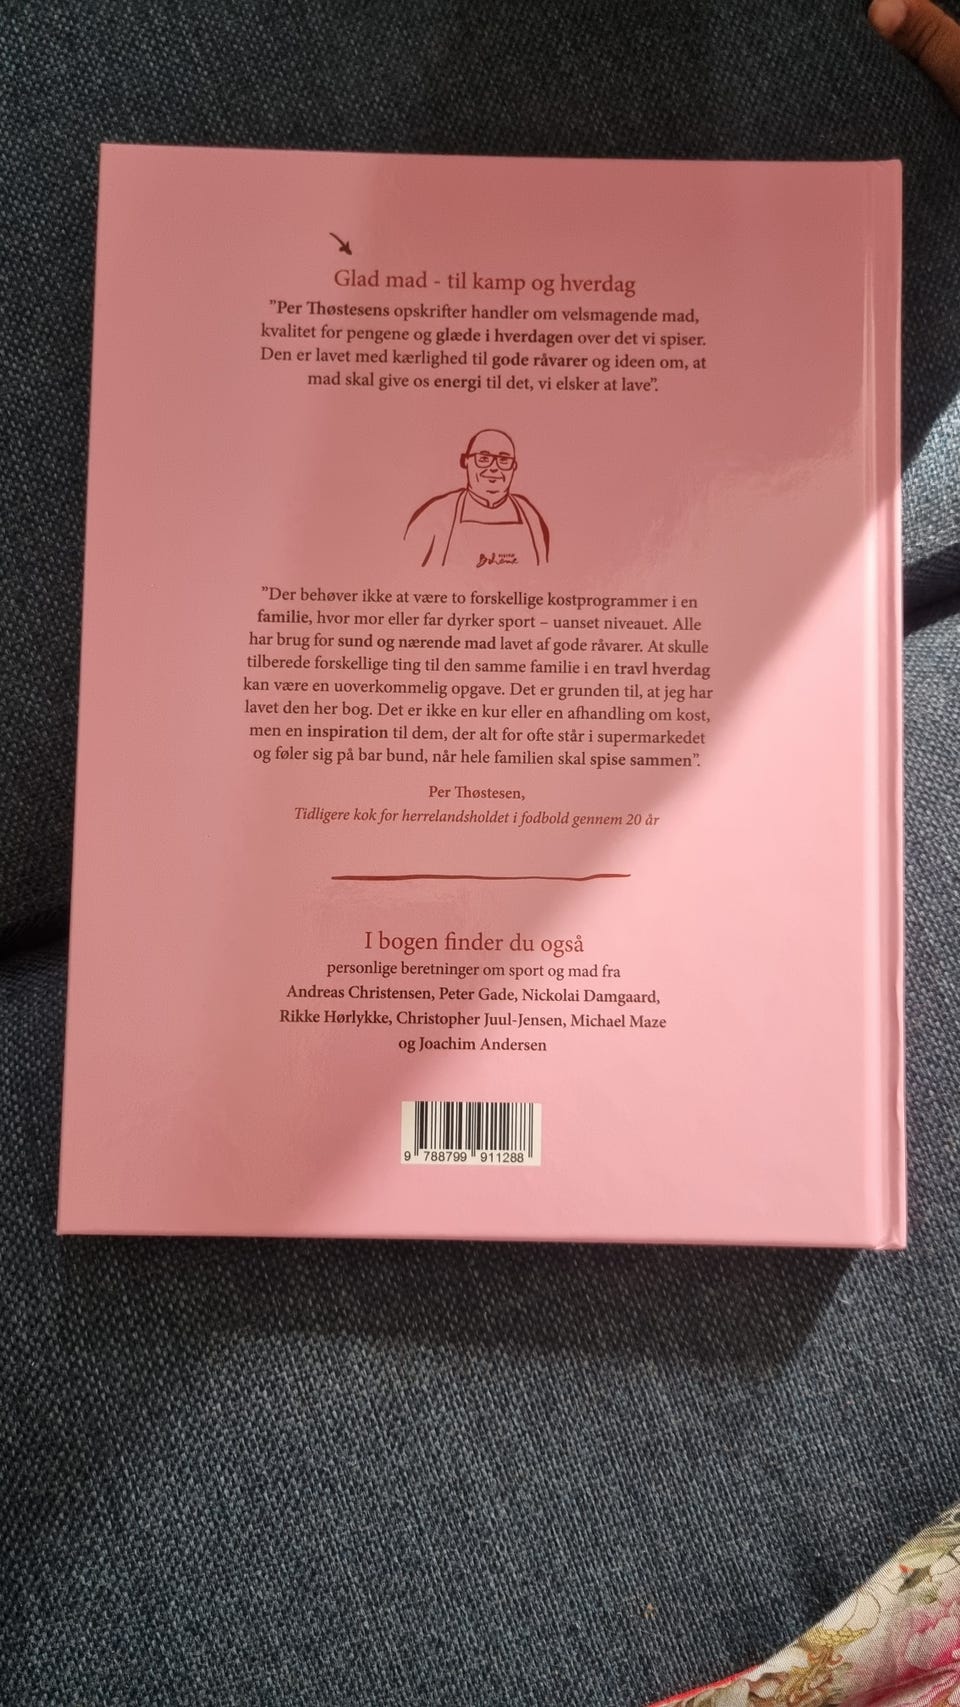 Glad mad - til kamp og hverdag
"Per Thøstesens opskrifter handler om velsmagende mad,
kvalitet for pengene og glæde i hverdagen over det vi spiser.
Den er lavet med kærlighed til gode råvarer og ideen om, at
mad skal give os energi til det, vi elsker at lave".
Bohème
"Der behøver ikke at være to forskellige kostprogrammer i en
familie, hvor mor eller far dyrker sport – uanset niveauet. Alle
har brug for sund og nærende mad lavet af gode råvarer. At skulle
tilberede forskellige ting til den samme familie i en travl hverdag
kan være en uoverkommelig opgave. Det er grunden til, at jeg har
lavet den her bog. Det er ikke en kur eller en afhandling om kost,
men en inspiration til dem, der alt for ofte står i supermarkedet
og føler sig på bar bund, når hele familien skal spise sammen".
Per Thøstesen,
Tidligere kok for herrelandsholdet i fodbold gennem 20 år
I bogen finder du også
personlige beretninger om sport og mad fra
Andreas Christensen, Peter Gade, Nickolai Damgaard,
Rikke Hørlykke, Christopher Juul-Jensen, Michael Maze
og Joachim Andersen
9 788799 911288